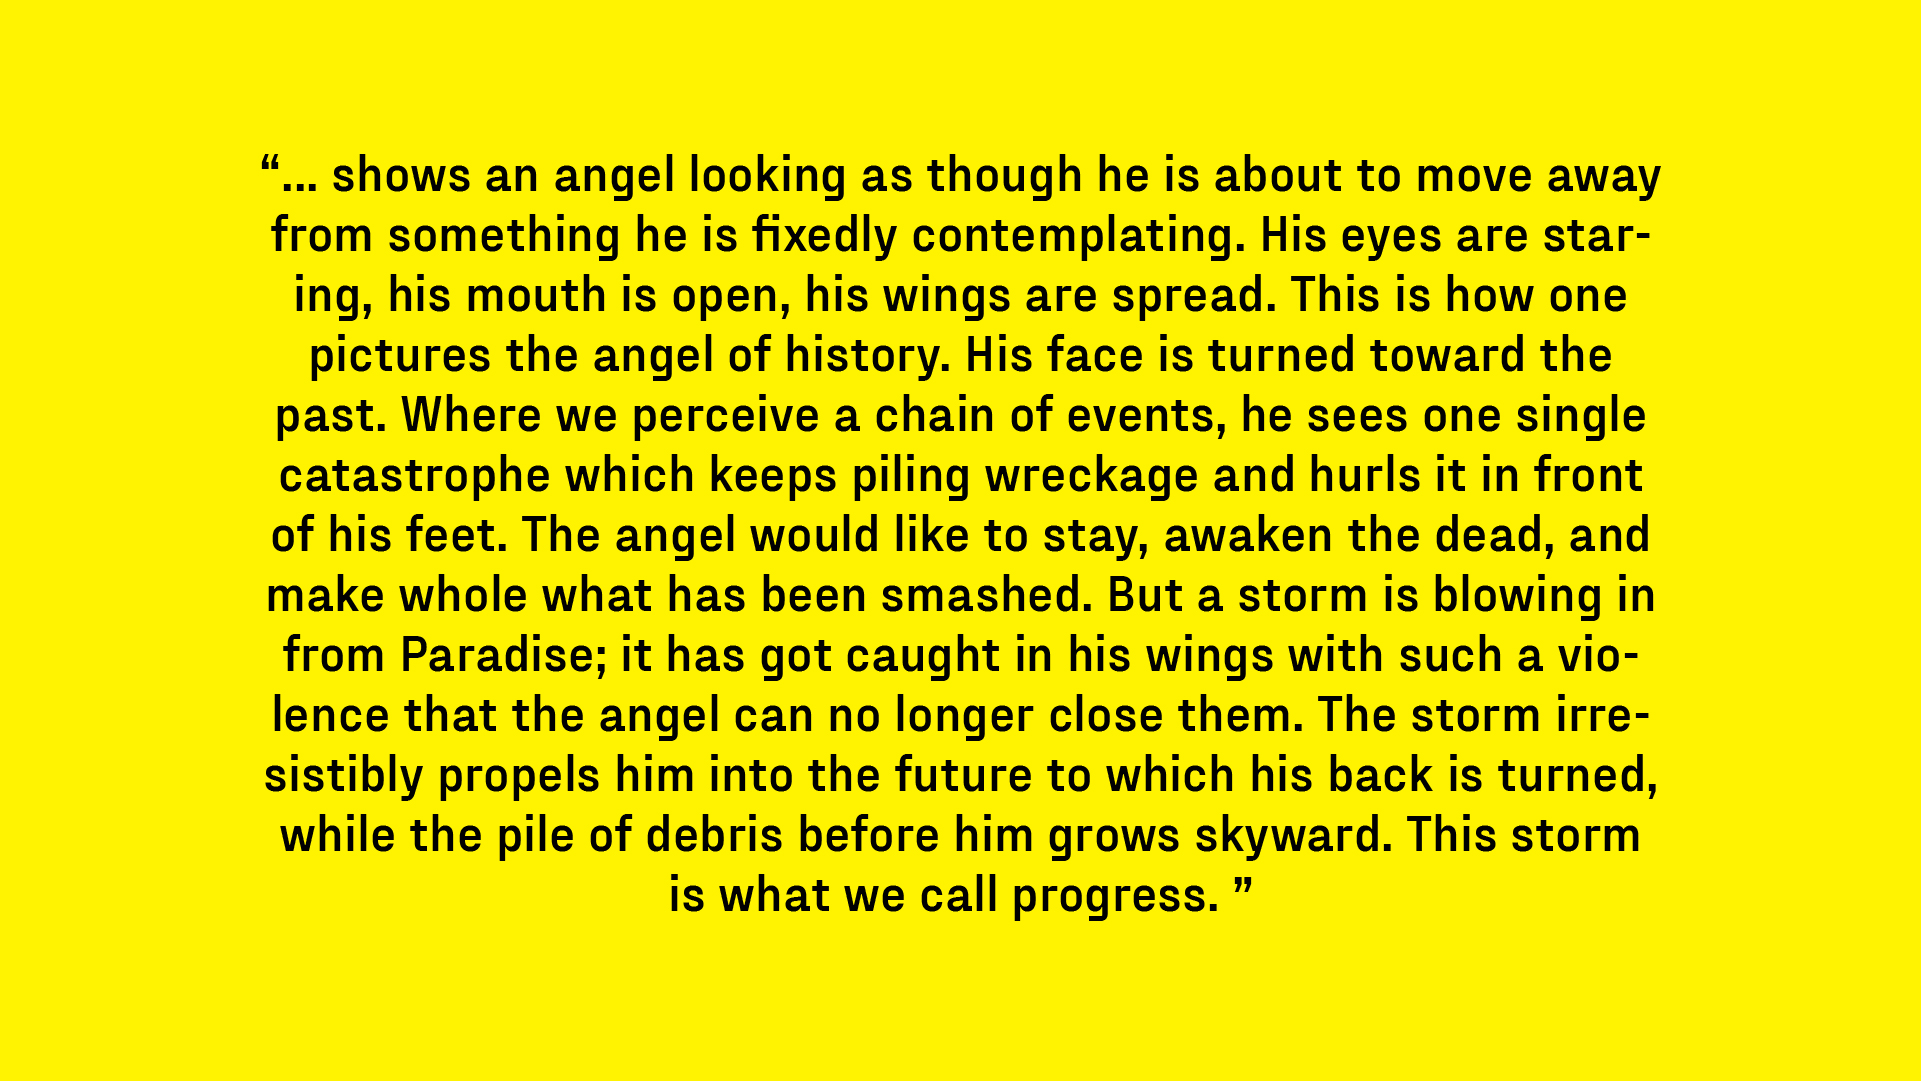 “... shows an angel looking as though he is about to move away
from something he is fixedly contemplating. His eyes are star-
ing, his mouth is open, his wings are spread. This is how one
pictures the angel of history. His face is turned toward the
past. Where we perceive a chain of events, he sees one single
catastrophe which keeps piling wreckage and hurls it in front
of his feet. The angel would like to stay, awaken the dead, and
make whole what has been smashed. But a storm is blowing in
from Paradise; it has got caught in his wings with such a vio-
lence that the angel can no longer close them. The storm irre-
sistibly propels him into the future to which his back is turned,
while the pile of debris before him grows skyward. This storm
is what we call progress. ”